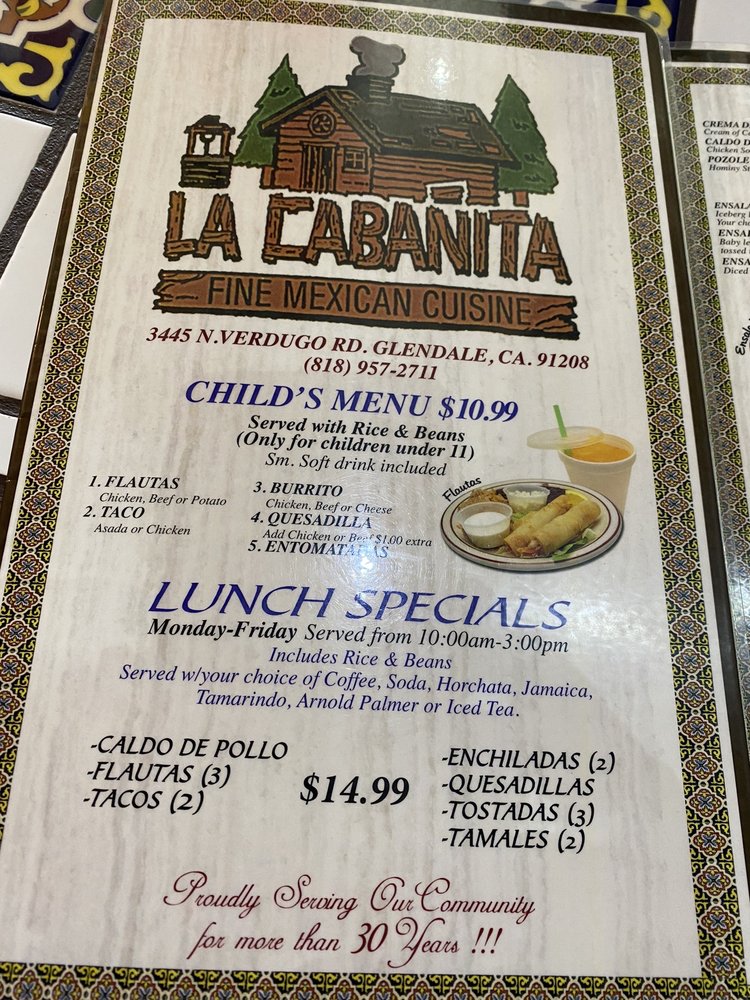 LA CABAÑITA
FINE MEXICAN CUISINE
3445 N.VERDUGO RD. GLENDALE, CA. 91208
(818) 957-2711
CHILD'S MENU $10.99
Served with Rice & Beans
(Only for children under 11)
Sm. Soft drink included
1. FLAUTAS
Chicken, Beef or Potato
2. TACO
Asada or Chicken
3. BURRITO
Chicken, Beef or Cheese
4. QUESADILLA
Add Chicken or Beef $1.00 extra
5. ENTOMATADAS
Flautas
LUNCH SPECIALS
Monday-Friday Served from 10:00am-3:00pm
Includes Rice & Beans
Served w/your choice of Coffee, Soda, Horchata, Jamaica,
Tamarindo, Arnold Palmer or Iced Tea.
-CALDO DE POLLO
-FLAUTAS (3)
-TACOS (2)
$14.99
-ENCHILADAS (2)
-QUESADILLAS
-TOSTADAS (3)
-TAMALES (2)
Proudly Serving Our Community
for more than 30 Years !!!
CREMA D
Cream of C
CALDO D
Chicken So
POZOLE
Hominy St
ENSALA
Iceberg
Your ch
ENSA
Baby le
tossed
ENSA
Diced